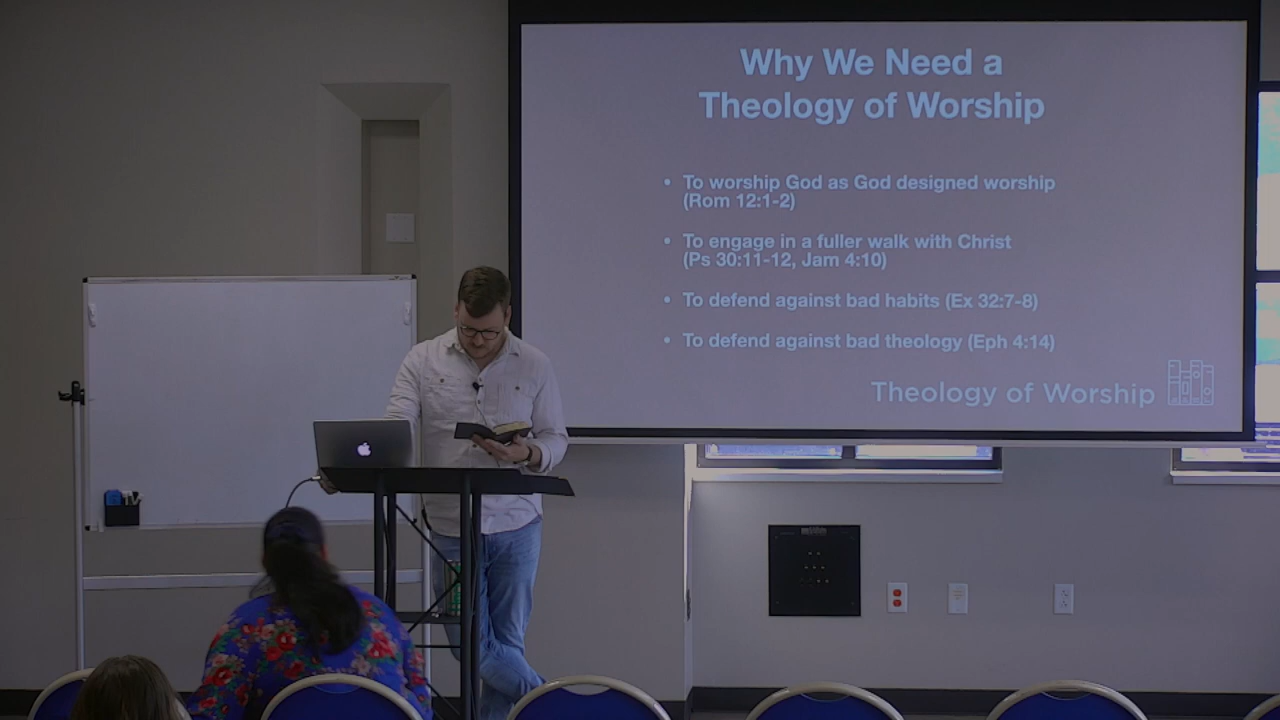 Why We Need a
Theology of Worship
• To worship God as God designed worship
(Rom 12:1-2)
• To engage in a fuller walk with Christ
(Ps 30:11-12, Jam 4:10)
• To defend against bad habits (Ex 32:7-8)
• To defend against bad theology (Eph 4:14)
Theology of Worship